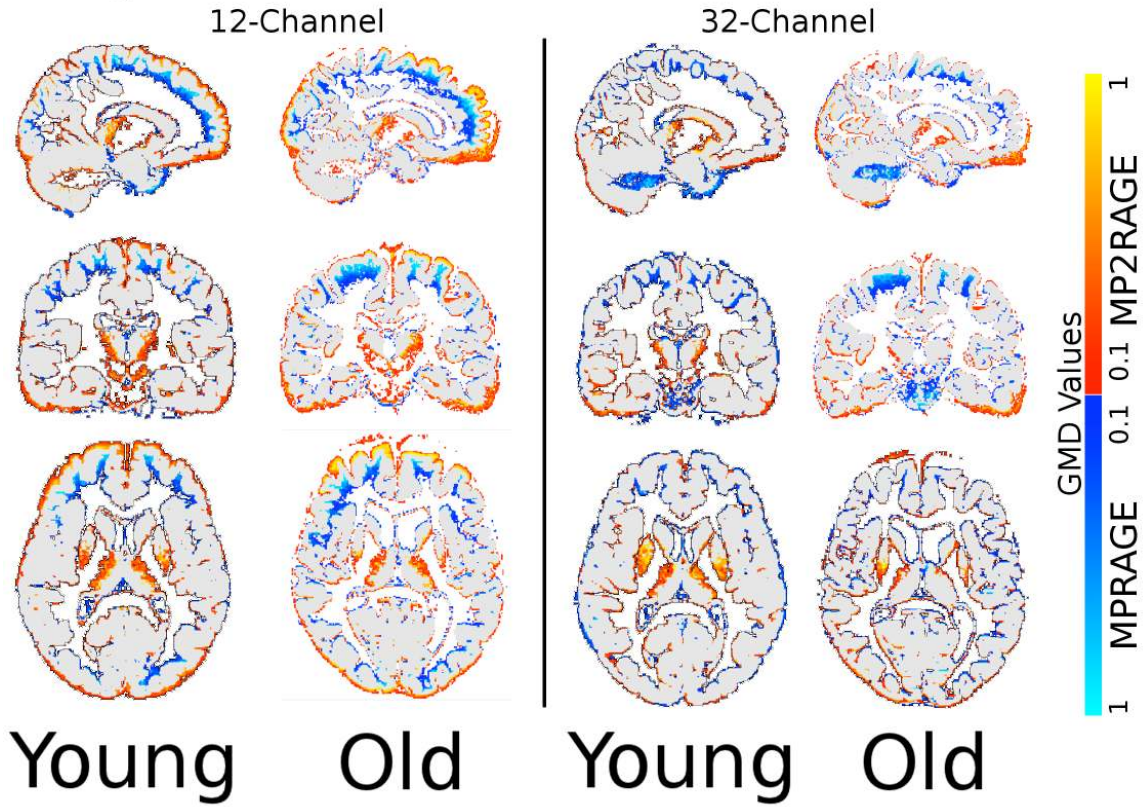 12-Channel
32-Channel
GMD Values
1 MPRAGE 0.1 0.1 MP2RAGE 1
Young
Old
Young
Old